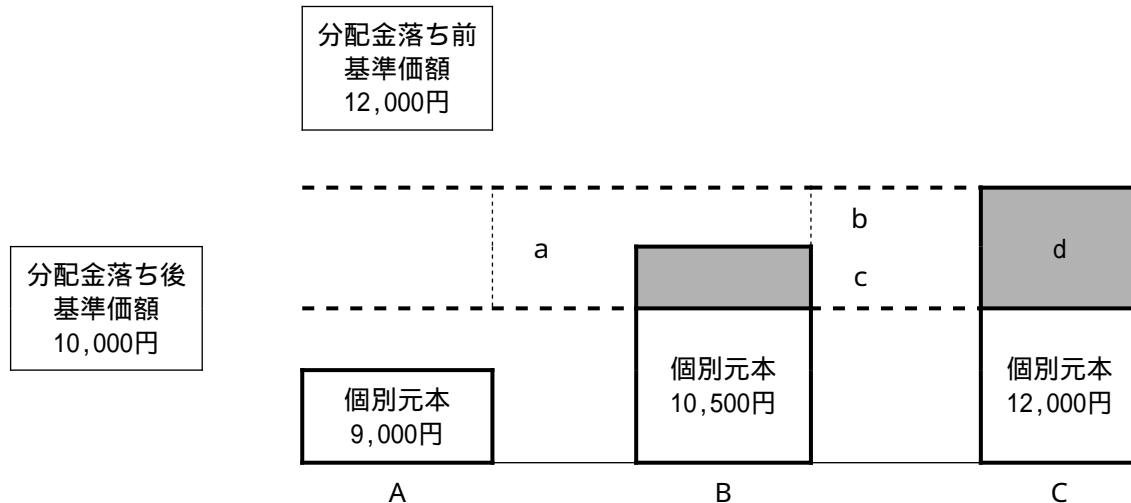 分配金落ち前
基準価額
12,000円
b
a
d
c
分配金落ち後
基準価額
10,000円
個別元本
9,000円
個別元本
10,500円
個別元本
12,000円
A
B
C